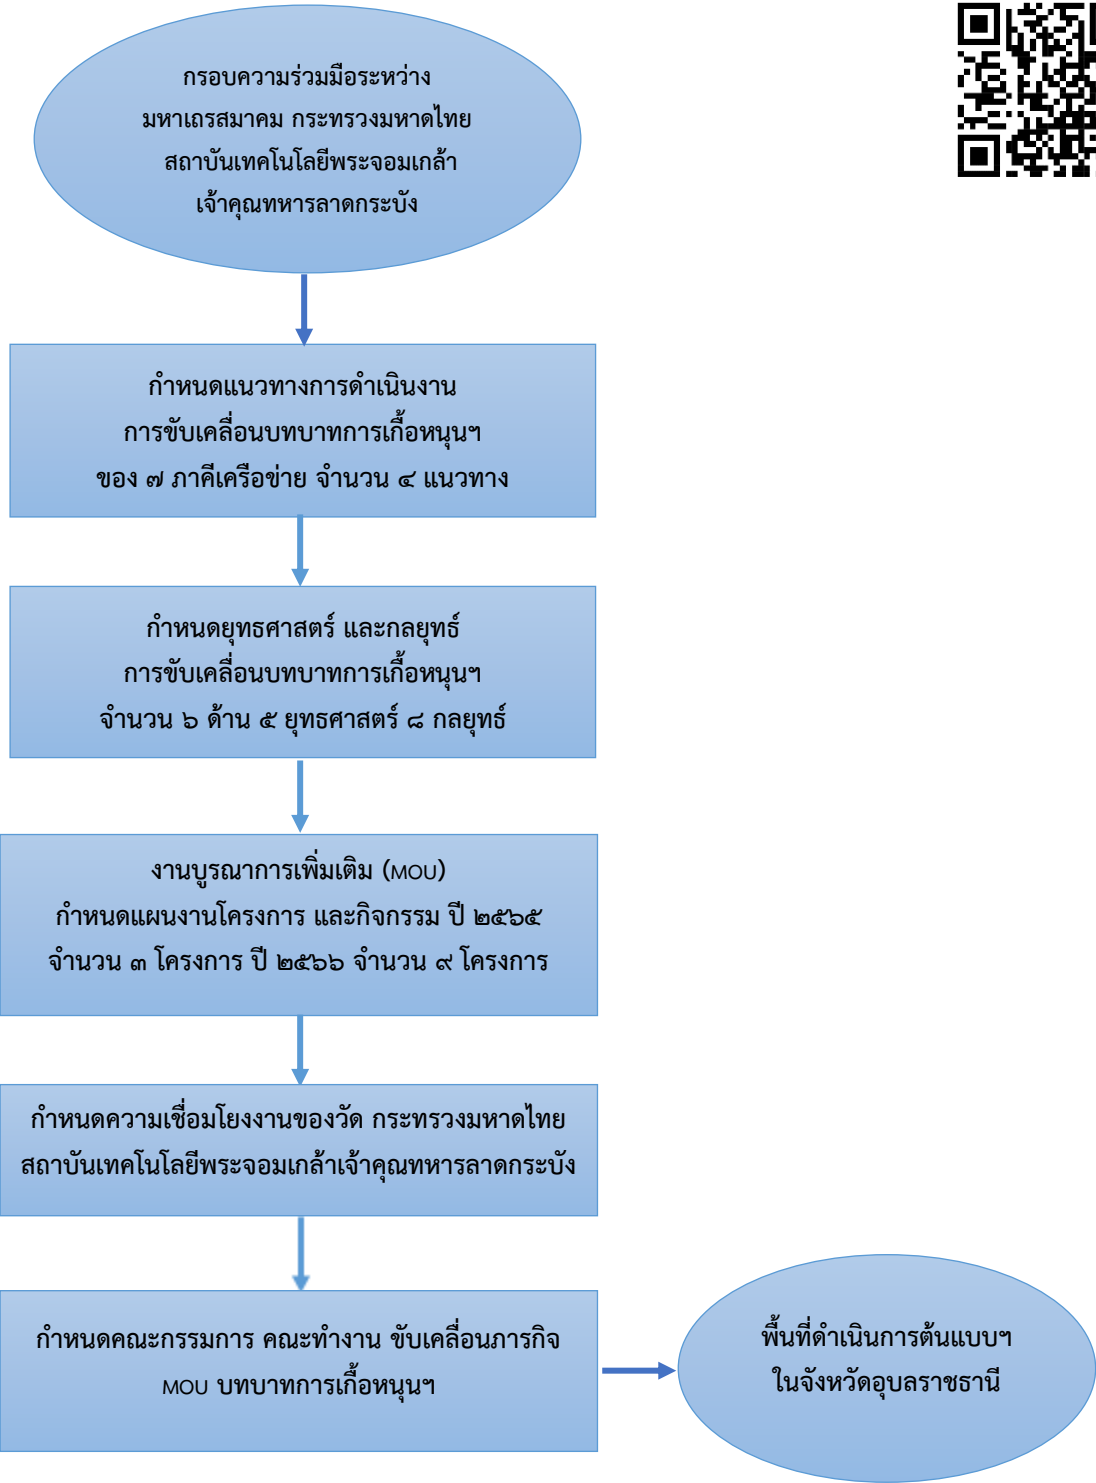 กรอบความร่วมมือระหว่าง
มหาเถรสมาคม กระทรวงมหาดไทย
สถาบันเทคโนโลยีพระจอมเกล้า
เจ้าคุณทหารลาดกระบัง
กำหนดแนวทางการดำเนินงาน
การขับเคลื่อนบทบาทการเกื้อหนุนฯ
ของ ๗ ภาคีเครือข่าย จำนวน ๔ แนวทาง
กำหนดยุทธศาสตร์ และกลยุทธ์
การขับเคลื่อนบทบาทการเกื้อหนุนฯ
จำนวน ๖ ด้าน ๕ ยุทธศาสตร์ ๘ กลยุทธ์
งานบูรณาการเพิ่มเติม (MOU)
กำหนดแผนงานโครงการ และกิจกรรม ปี ๒๕๖๕
จำนวน ๓ โครงการ ปี ๒๕๖๖ จำนวน ๙ โครงการ
กำหนดความเชื่อมโยงงานของวัด กระทรวงมหาดไทย
สถาบันเทคโนโลยีพระจอมเกล้าเจ้าคุณทหารลาดกระบัง
กำหนดคณะกรรมการ คณะทำงาน ขับเคลื่อนภารกิจ
MOU บทบาทการเกื้อหนุนฯ
พื้นที่ดำเนินการต้นแบบฯ
ในจังหวัดอุบลราชธานี